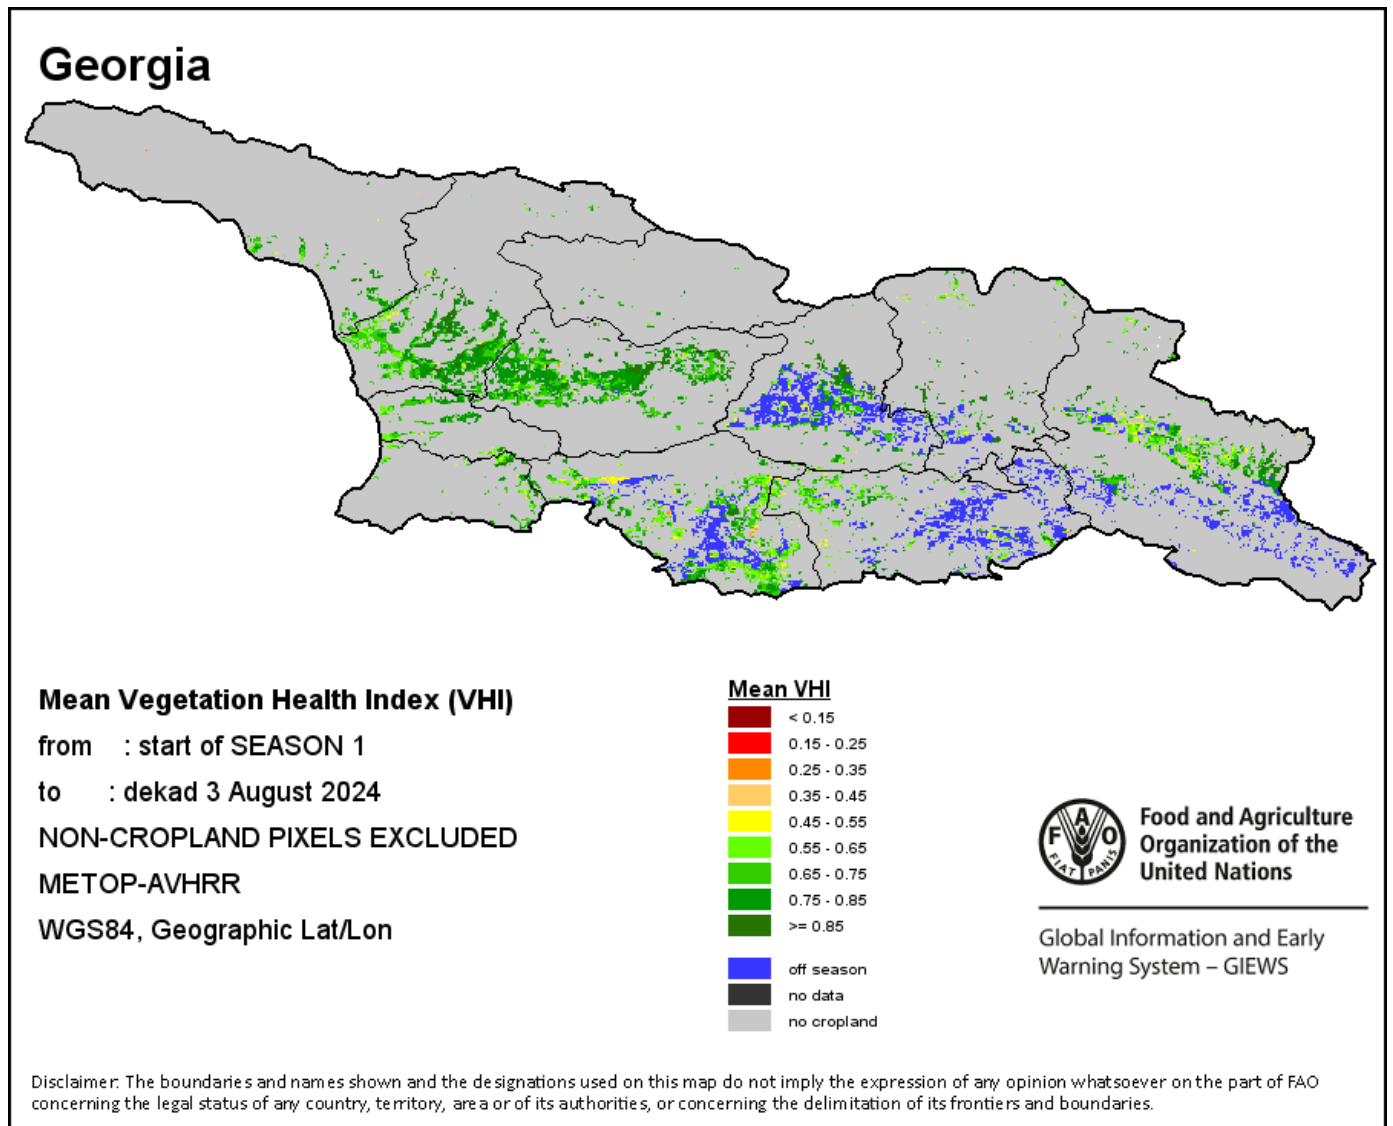 Georgia
Mean Vegetation Health Index (VHI)
from : start of SEASON 1
to : dekad 3 August 2024
NON-CROPLAND PIXELS EXCLUDED
METOP-AVHRR
WGS84, Geographic Lat/Lon
Mean VHI
< 0.15
0.15 - 0.25
0.25 - 0.35
0.35 - 0.45
0.45 - 0.55
0.55 - 0.65
0.65 - 0.75
0.75 - 0.85
>= 0.85
off season
no data
no cropland
F A O
FIAT PANIS
Food and Agriculture
Organization of the
United Nations
Global Information and Early
Warning System – GIEWS
Disclaimer: The boundaries and names shown and the designations used on this map do not imply the expression of any opinion whatsoever on the part of FAO
concerning the legal status of any country, territory, area or of its authorities, or concerning the delimitation of its frontiers and boundaries.